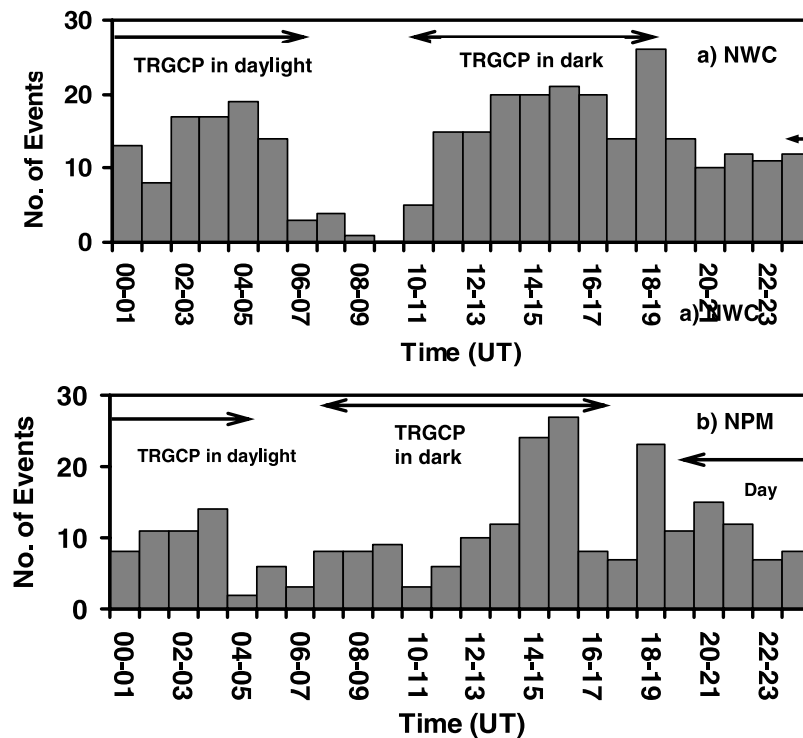 30
TRGCP in daylight
TRGCP in dark
a) NWC
20
10
0
No. of Events
00-01
02-03
04-05
06-07
08-09
10-11
12-13
14-15
16-17
18-19
20-21
22-23
a) NWC
Time (UT)
30
TRGCP in daylight
TRGCP
in dark
b) NPM
Day
20
10
0
No. of Events
00-01
02-03
04-05
06-07
08-09
10-11
12-13
14-15
16-17
18-19
20-21
22-23
Time (UT)